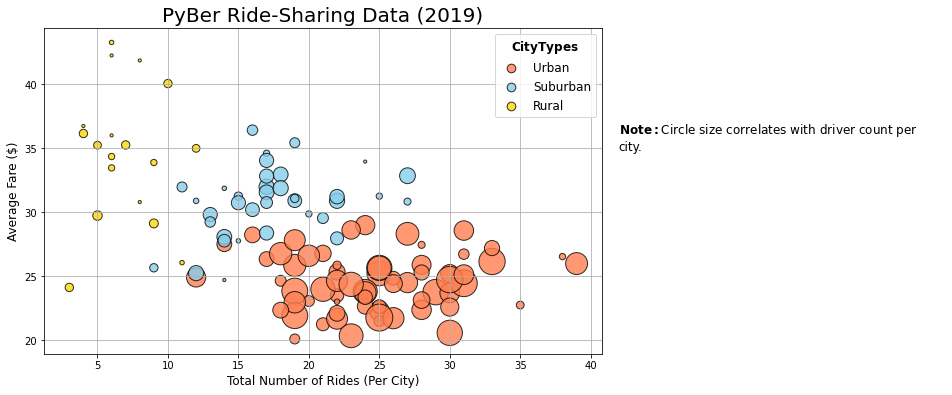 PyBer Ride-Sharing Data (2019)
CityTypes
Urban
Suburban
Rural
Note: Circle size correlates with driver count per
city.
Average Fare ($)
40
35
30
25
20
5 10 15 20 25 30 35 40
Total Number of Rides (Per City)